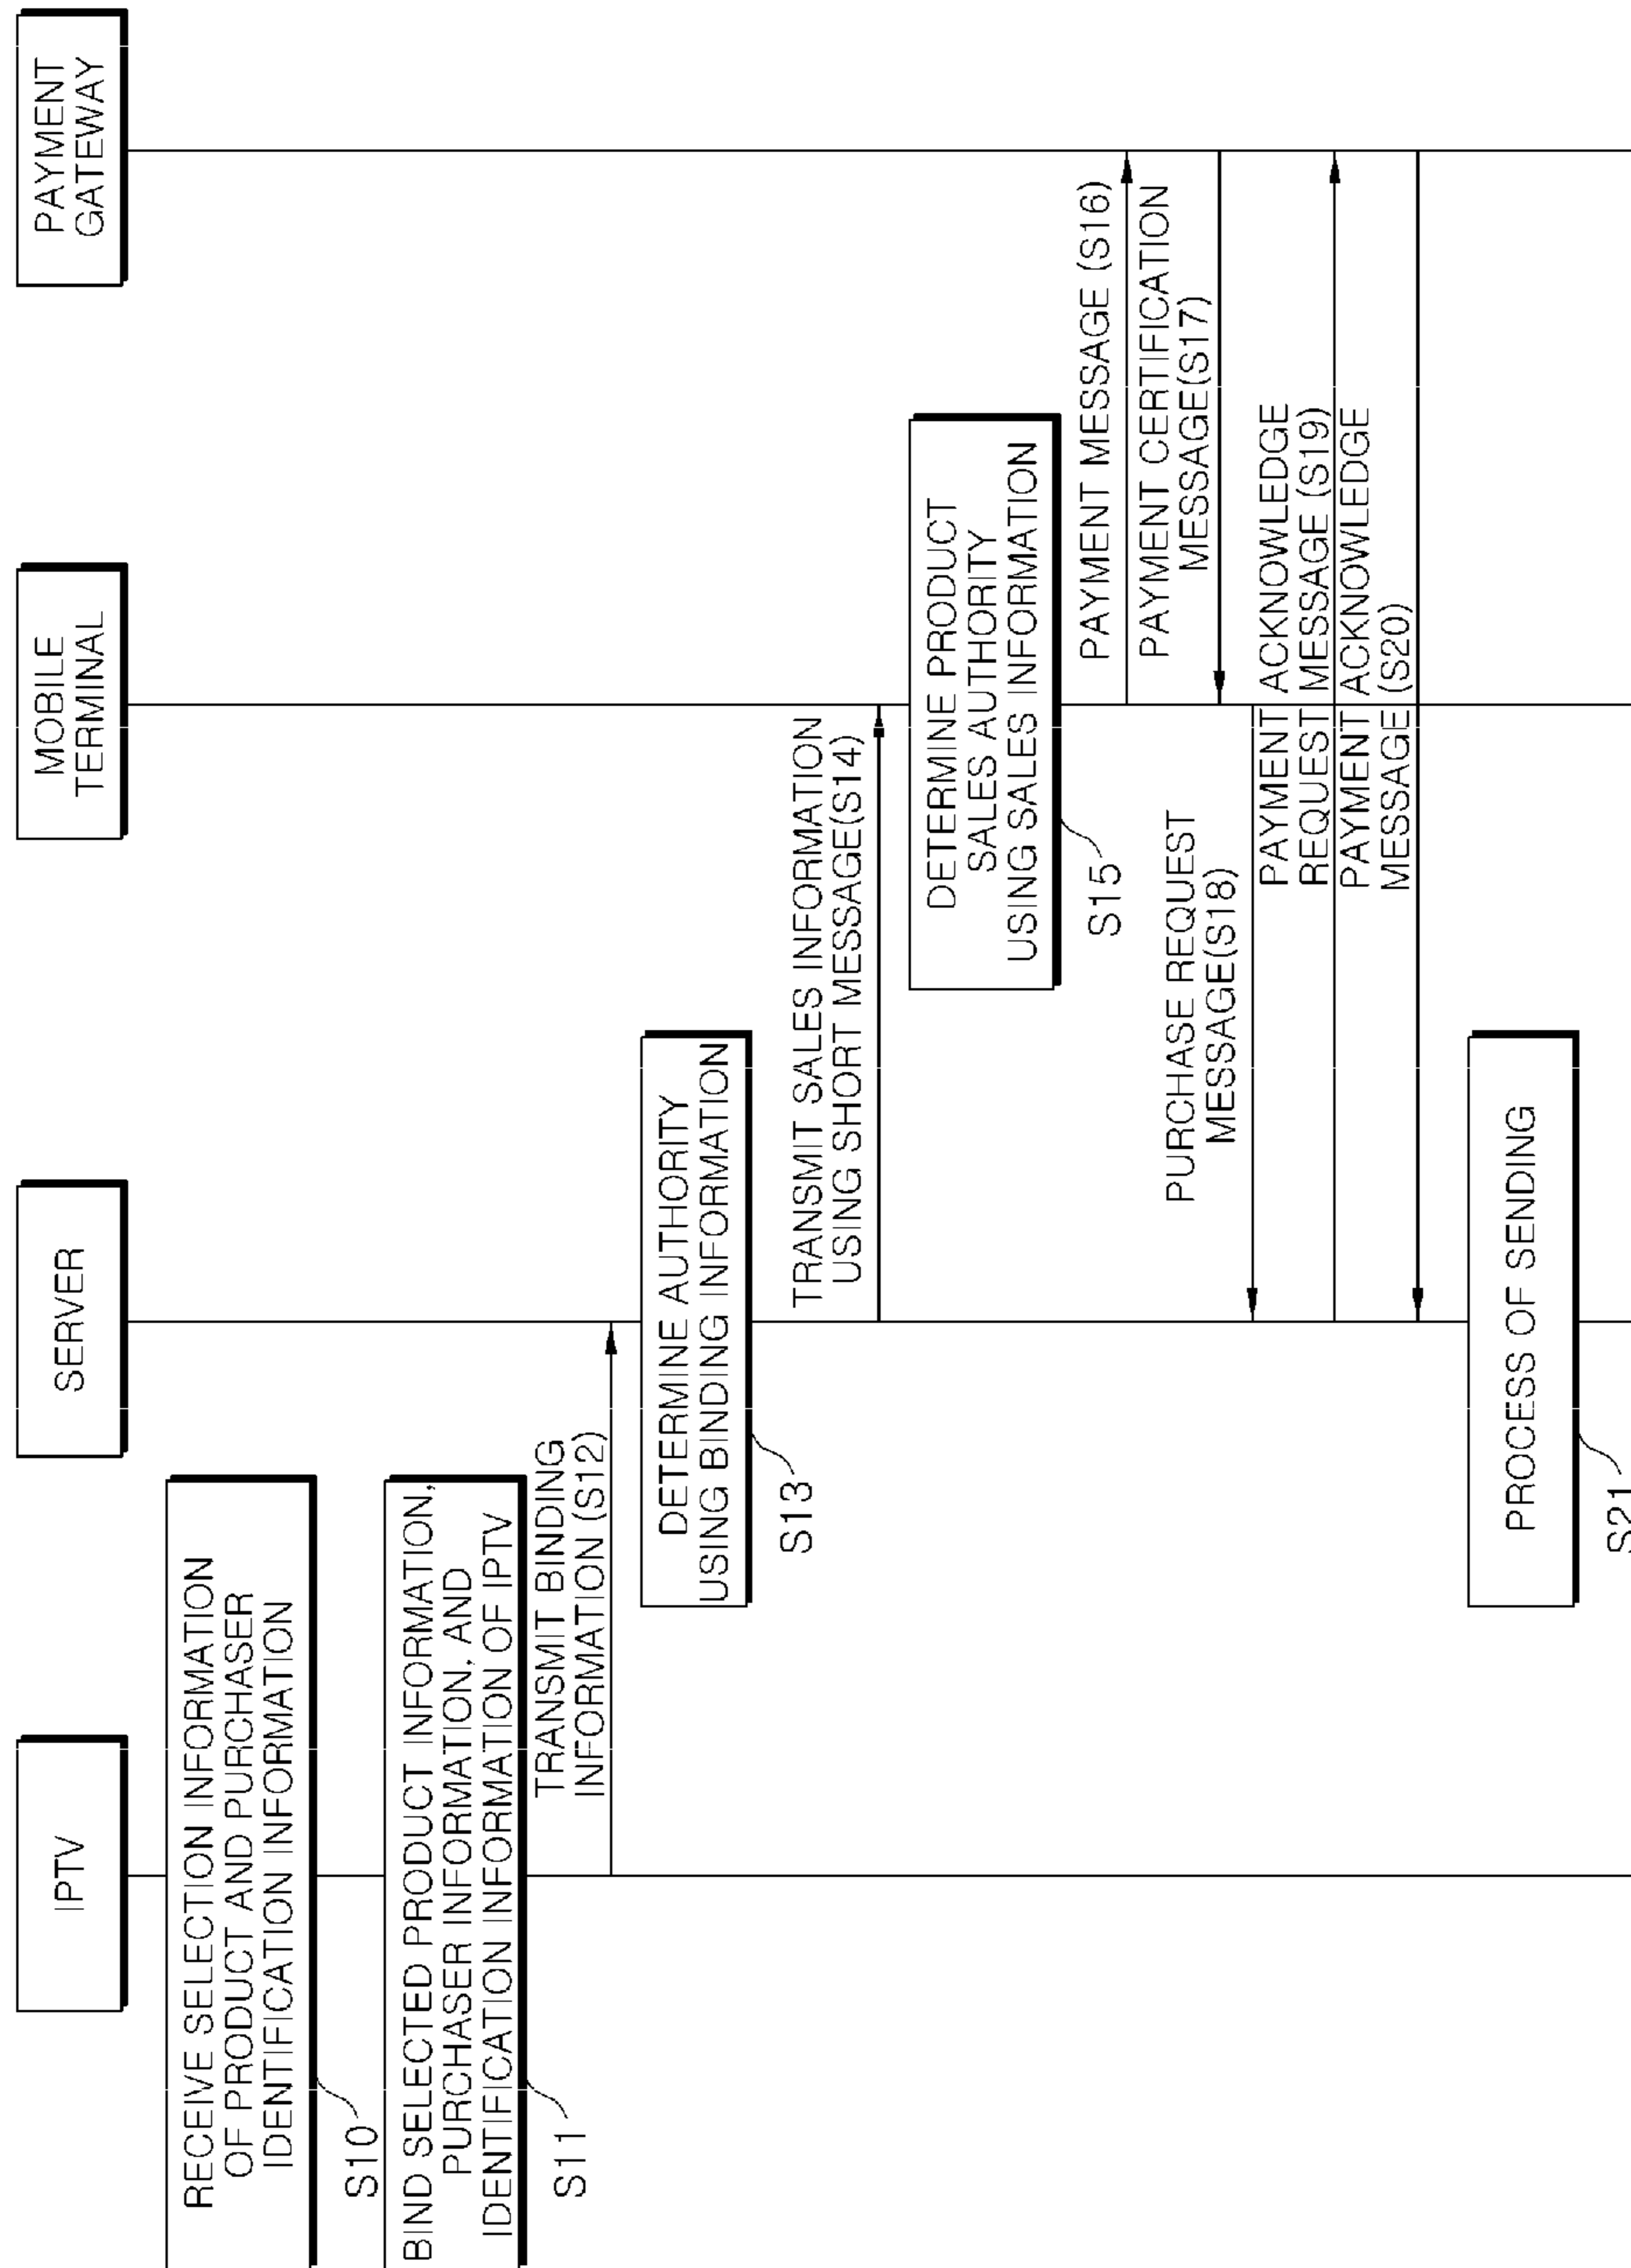 IPTV
SERVER
MOBILE
TERMINAL
PAYMENT
GATEWAY
RECEIVE SELECTION INFORMATION
OF PRODUCT AND PURCHASER
IDENTIFICATION INFORMATION
S10
BIND SELECTED PRODUCT INFORMATION,
PURCHASER INFORMATION, AND
IDENTIFICATION INFORMATION OF IPTV
S11
TRANSMIT BINDING
INFORMATION (S12)
DETERMINE AUTHORITY
USING BINDING INFORMATION
S13
TRANSMIT SALES INFORMATION
USING SHORT MESSAGE(S14)
DETERMINE PRODUCT
SALES AUTHORITY
USING SALES INFORMATION
S15
PAYMENT MESSAGE (S16)
PAYMENT CERTIFICATION
MESSAGE(S17)
PURCHASE REQUEST
MESSAGE(S18)
PAYMENT ACKNOWLEDGE
REQUEST MESSAGE (S19)
PAYMENT ACKNOWLEDGE
MESSAGE (S20)
PROCESS OF SENDING
S21